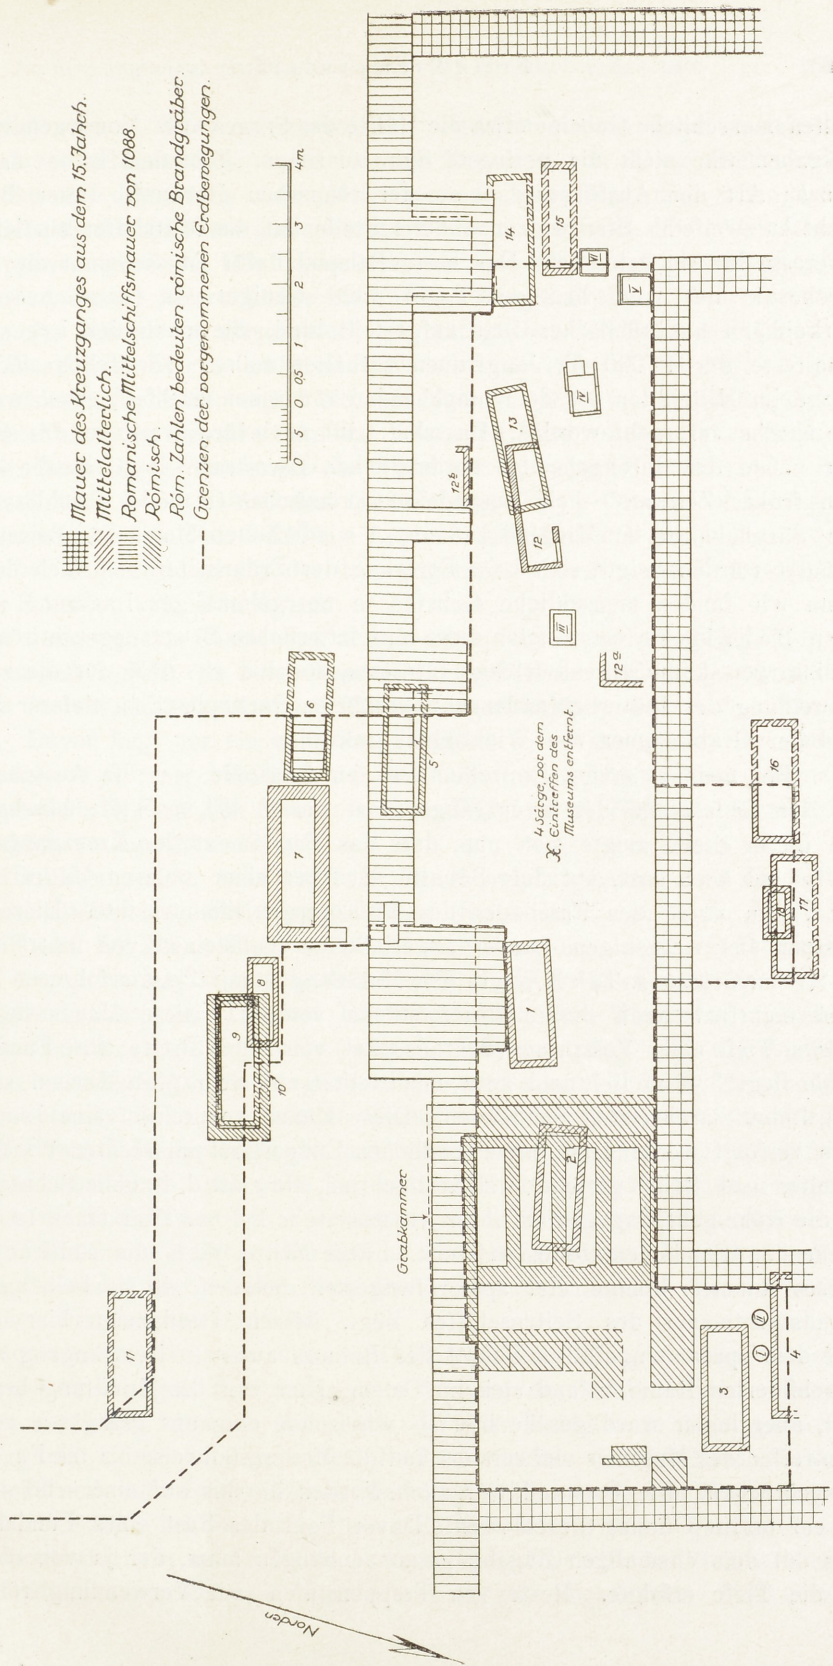 Mauer des Kreuzganges aus dem 15. Jahrh.
Mittelalterlich.
Romanische Mittelschiffsmauer von 1088.
Römisch.
Röm. Zahlen bedeuten römische Brandgräber.
Grenzen der vorgenommenen Erdbewegungen.
0 5 0 0,5 1 2 3 4 m
14
15
VI
V
IV
13
12b
12
III
12a
6
5
7
4 Särge, vor dem
X. Eintreffen des
Museums entfernt
16
17
18
8
9
10
1
2
Grabkammer
11
3
I
II
4
Norden